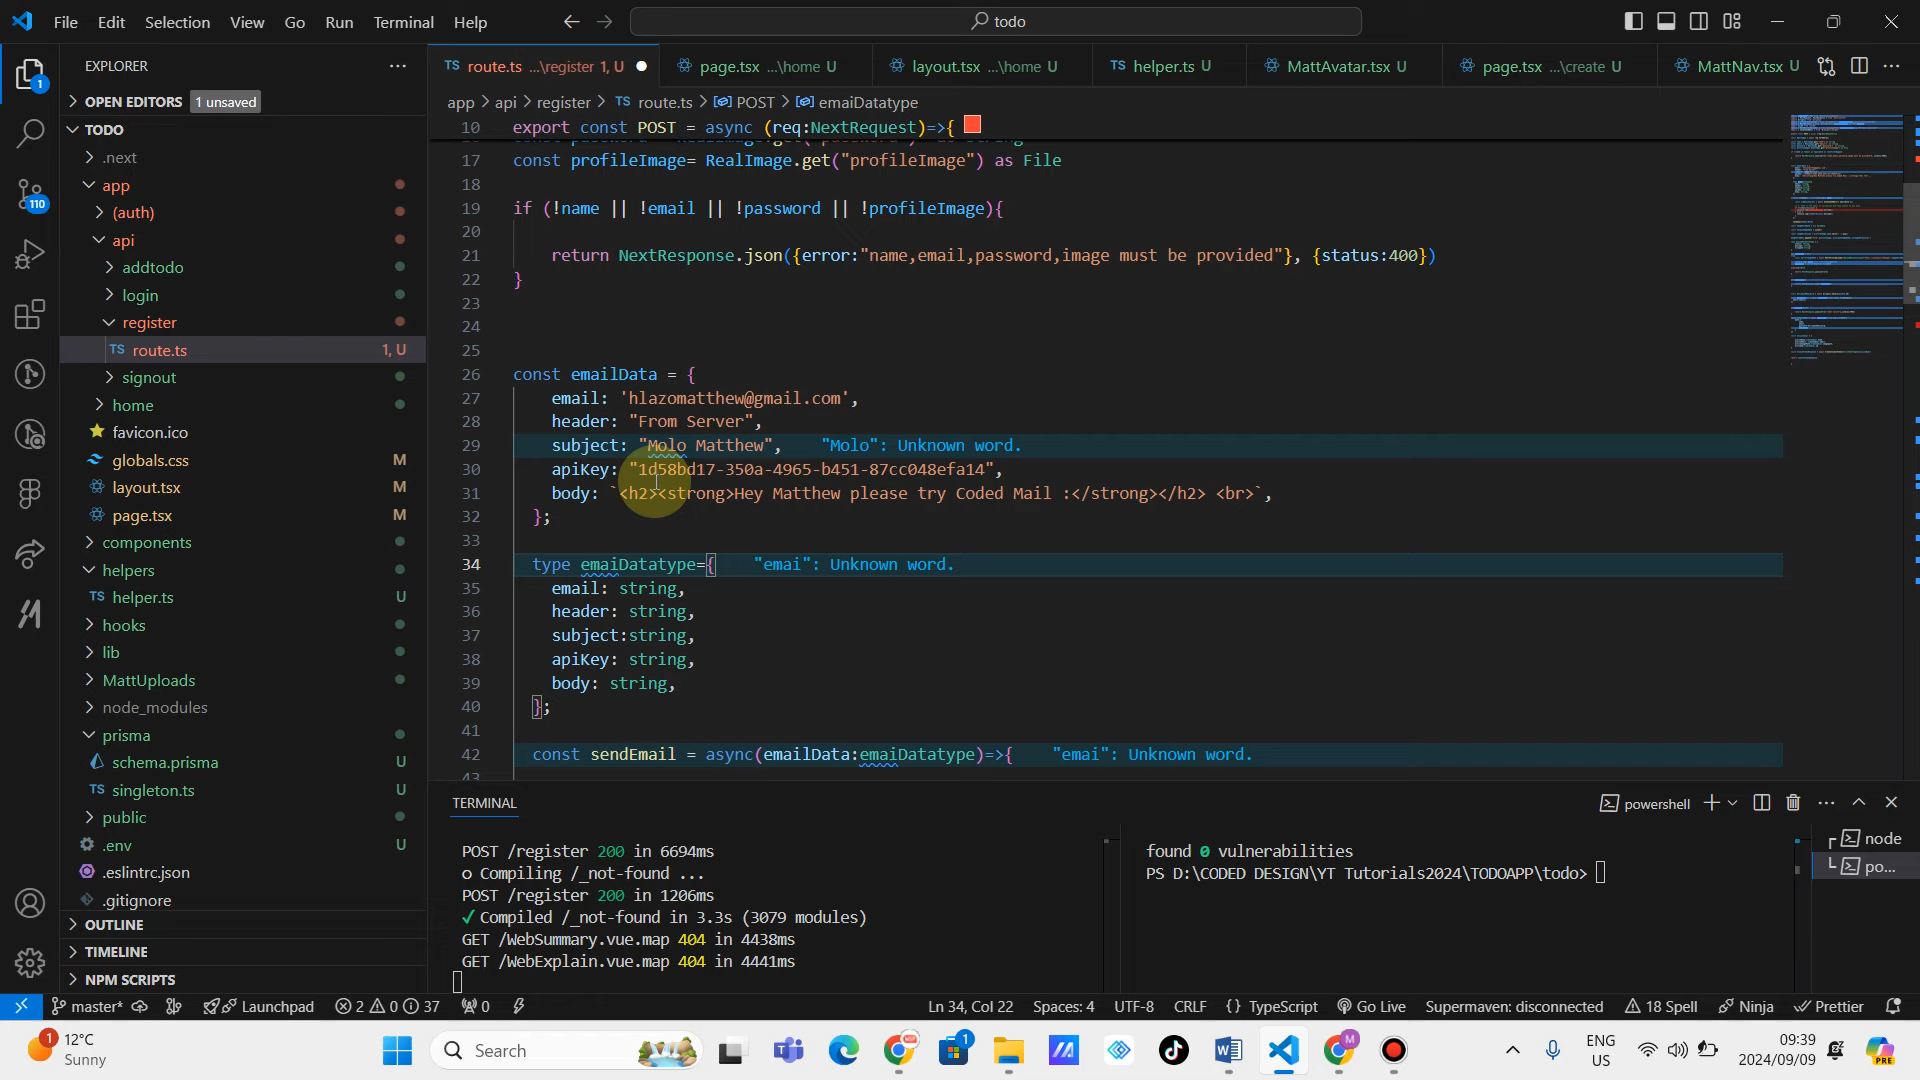 File Edit Selection View Go Run Terminal Help
todo
EXPLORER
route.ts ...\register 1, U
page.tsx ...\home U
layout.tsx ...\home U
helper.ts U
MattAvatar.tsx U
page.tsx ...\create U
MattNav.tsx U
OPEN EDITORS 1 unsaved
app > api > register > TS route.ts > POST > emaiDatatype
TODO
.next
app
(auth)
api
addtodo
login
register
TS route.ts 1, U
signout
home
favicon.ico
globals.css M
layout.tsx M
page.tsx M
components
helpers
TS helper.ts U
hooks
lib
MattUploads
node_modules
prisma
schema.prisma U
TS singleton.ts U
public
.env U
.eslintrc.json
.gitignore
OUTLINE
TIMELINE
NPM SCRIPTS
1
110
10 export const POST = async (req:NextRequest)=>{
17 const profileImage= RealImage.get("profileImage") as File
18
19 if (!name || !email || !password || !profileImage){
20
21 return NextResponse.json({error:"name,email,password,image must be provided"}, {status:400})
22 }
23
24
25
26 const emailData = {
27 email: 'hlazomatthew@gmail.com',
28 header: "From Server",
29 subject: "Molo Matthew", "Molo": Unknown word.
30 apiKey: "1d58bd17-350a-4965-b451-87cc048efa14",
31 body: `<h2><strong>Hey Matthew please try Coded Mail :</strong></h2> <br>`,
32 };
33
34 type emaiDatatype={ "emai": Unknown word.
35 email: string,
36 header: string,
37 subject:string,
38 apiKey: string,
39 body: string,
40 };
41
42 const sendEmail = async(emailData:emaiDatatype)=>{ "emai": Unknown word.
43
TERMINAL
powershell
POST /register 200 in 6694ms
o Compiling /_not-found ...
POST /register 200 in 1206ms
✓ Compiled /_not-found in 3.3s (3079 modules)
GET /WebSummary.vue.map 404 in 4438ms
GET /WebExplain.vue.map 404 in 4441ms
found 0 vulnerabilities
PS D:\CODED DESIGN\YT Tutorials2024\TODOAPP\todo>
node
po...
master* Launchpad 2 0 37 0
Ln 34, Col 22 Spaces: 4 UTF-8 CRLF {} TypeScript Go Live Supermaven: disconnected 18 Spell Ninja Prettier
1
12°C
Sunny
Search
1
M
ENG
US
09:39
2024/09/09
PRE